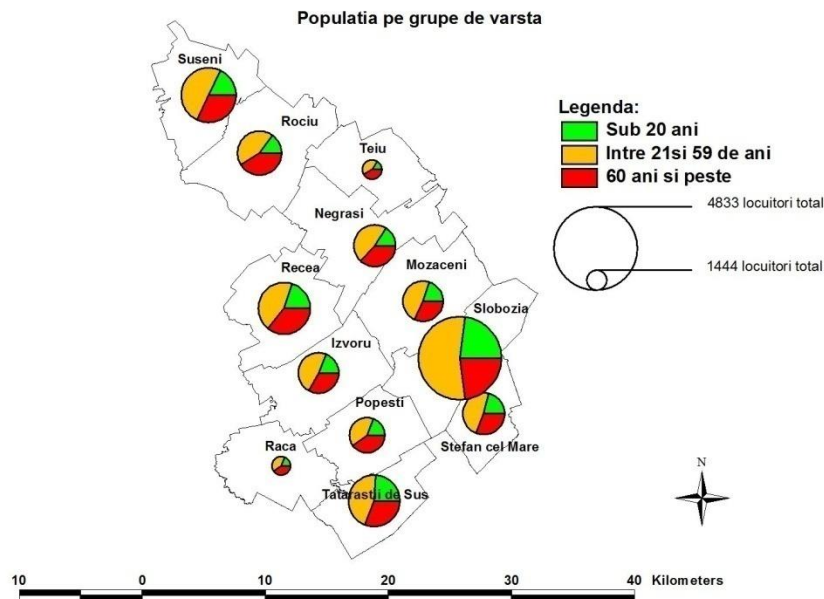 Populatia pe grupe de varsta
Suseni
Rociu
Teiu
Negrasi
Recea
Mozaceni
Slobozia
Izvoru
Popesti
Raca
Stefan cel Mare
Tatarastii de Sus
Legenda:
Sub 20 ani
Intre 21si 59 de ani
60 ani si peste
4833 locuitori total
1444 locuitori total
N
10 0 10 20 30 40 Kilometers